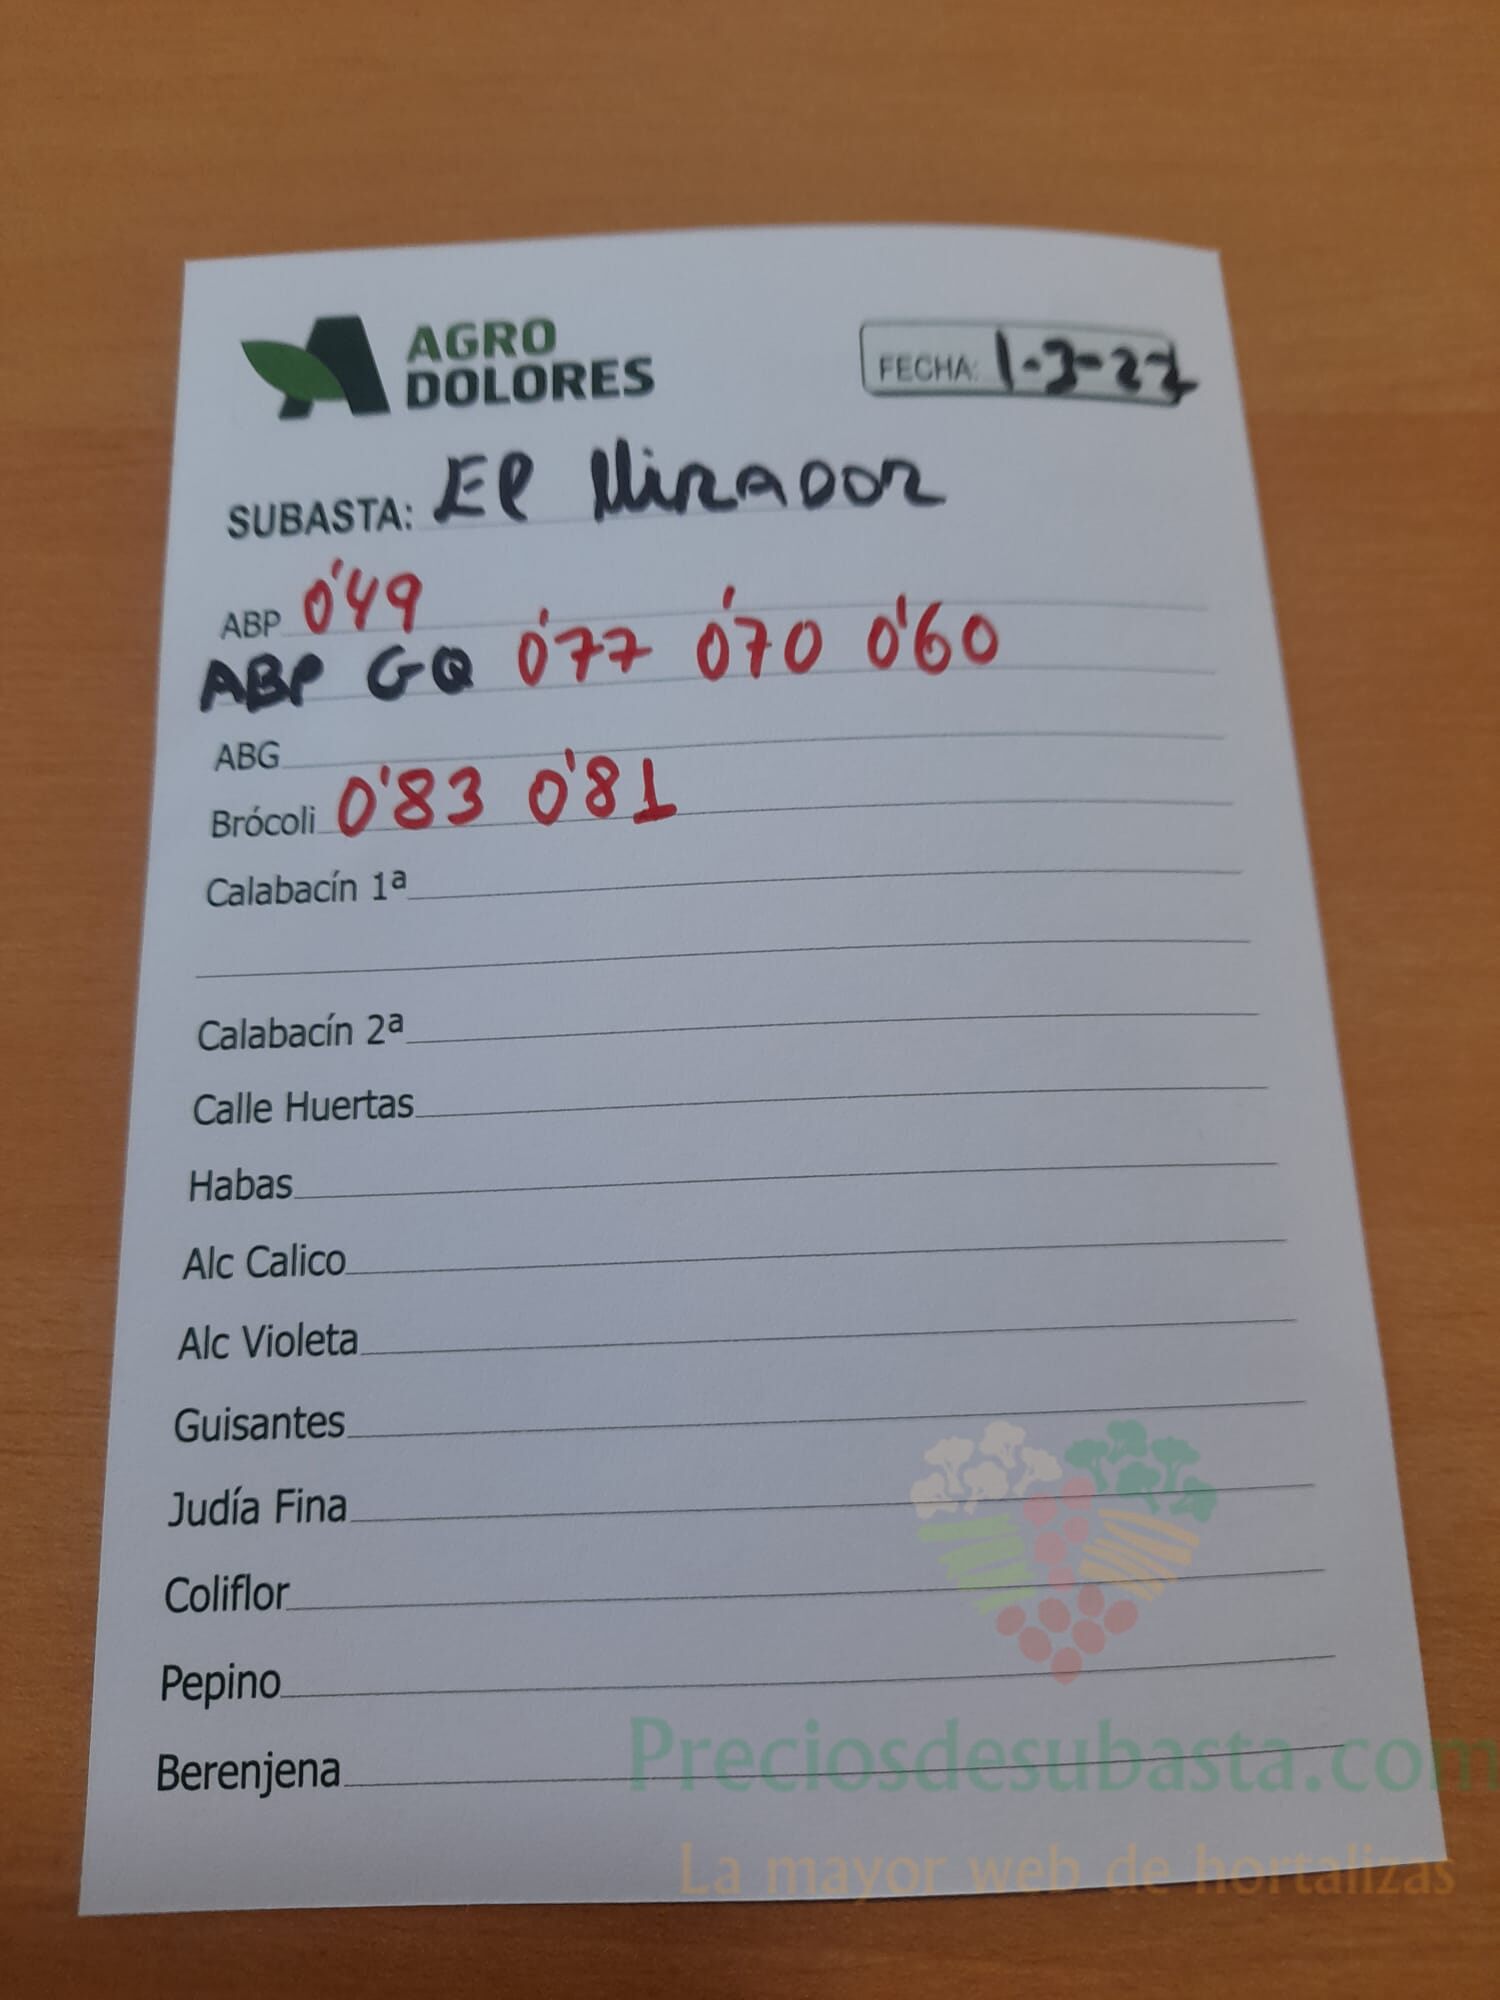 AGRO
DOLORES
FECHA: 1-3-22
SUBASTA: El Mirador
ABP 0'49
ABP GQ 0'77 0'70 0'60
ABG
Brócoli 0'83 0'81
Calabacín 1ª
Calabacín 2ª
Calle Huertas
Habas
Alc Calico
Alc Violeta
Guisantes
Judía Fina
Coliflor
Pepino
Berenjena
Preciosdesubasta.com
La mayor web de hortalizas